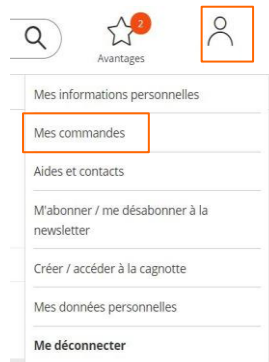 2
Avantages
Mes informations personnelles
Mes commandes
Aides et contacts
M'abonner / me désabonner à la
newsletter
Créer / accéder à la cagnotte
Mes données personnelles
Me déconnecter